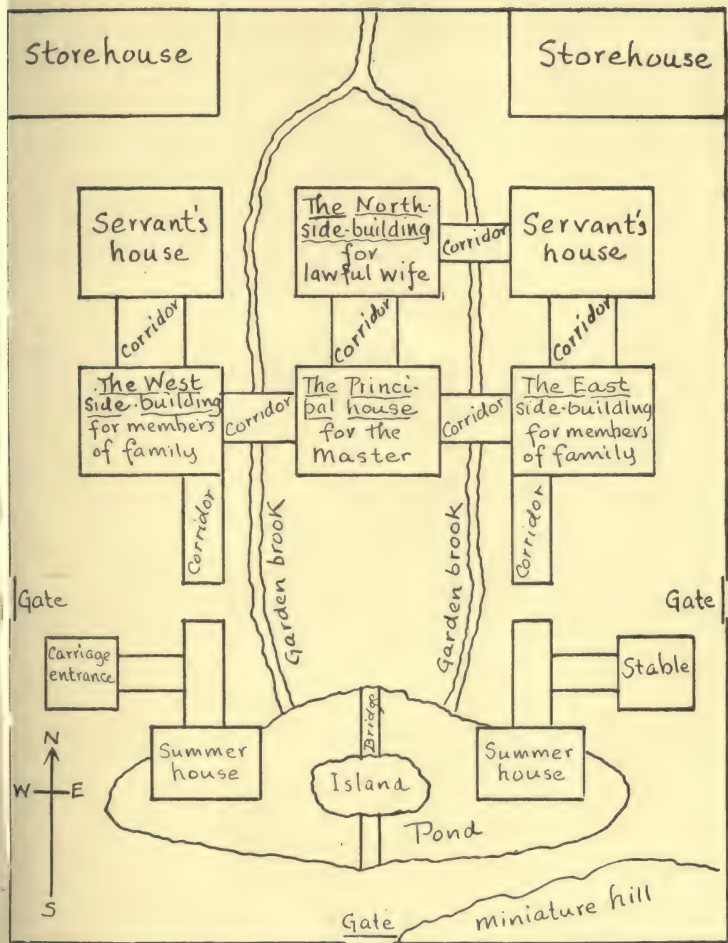 Storehouse
Storehouse
Servant's
house
The North-
side-building
for
lawful wife
Corridor
Servant's
house
Corridor
Corridor
Corridor
The West
side-building
for members
of family
Corridor
The Princi-
pal house
for the
Master
Corridor
The East
side-building
for members
of family
Corridor
Garden brook
Garden brook
Corridor
Gate
Gate
Carriage
entrance
Stable
Bridge
Summer
house
Summer
house
Island
Pond
N
W
E
S
Gate
miniature hill